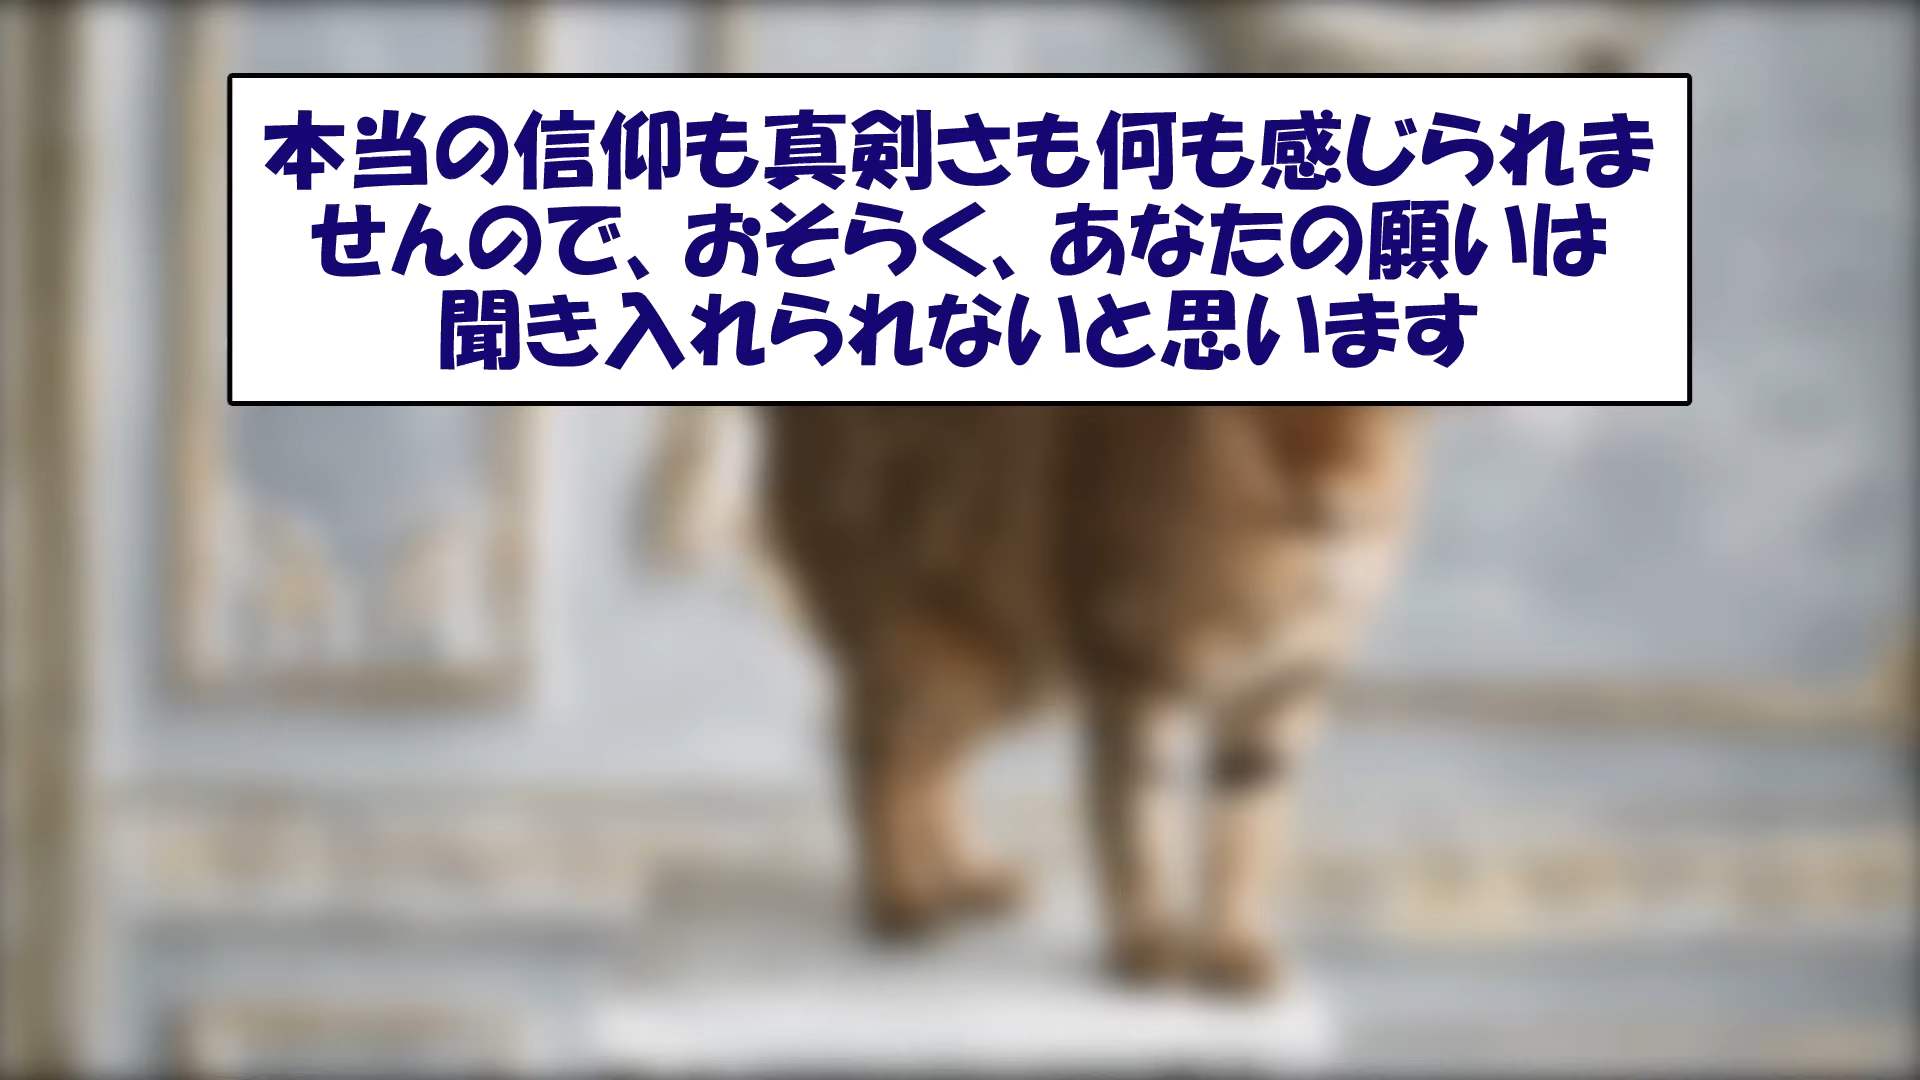 本当の信仰も真剣さも何も感じられま
せんので、おそらく、あなたの願いは
聞き入れられないと思います